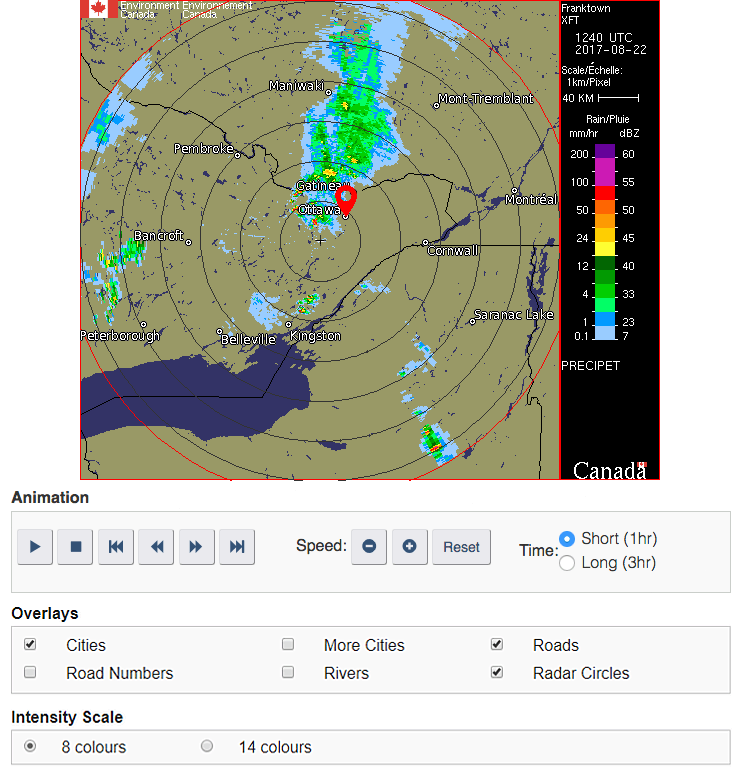 Environment Environnement
Canada Canada
Franktown
XFT
1240 UTC
2017-08-22
Scale/Échelle:
1km/Pixel
40 KM
Rain/Pluie
mm/hr dBZ
200 60
100 55
50 50
24 45
12 40
4 33
1 23
0.1 7
PRECIPET
Canada
Maniwaki
Mont-Tremblant
Pembroke
Gatineau
Ottawa
Montréal
Bancroft
Cornwall
Saranac Lake
Peterborough
Belleville
Kingston
Animation
Speed:
Reset
Time:
Short (1hr)
Long (3hr)
Overlays
Cities More Cities Roads
Road Numbers Rivers Radar Circles
Intensity Scale
8 colours 14 colours